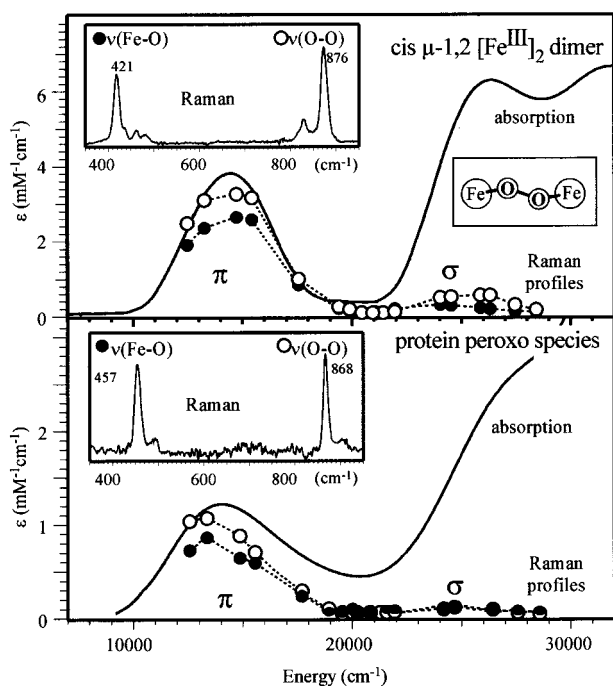 ν(Fe-O) ν(O-O)
421 876
Raman
400 600 800 (cm⁻¹)
cis μ-1,2 [Feᴵᴵᴵ]₂ dimer
absorption
Fe O O Fe
ε (mM⁻¹cm⁻¹)
6
4
2
0
π
σ
Raman
profiles
ν(Fe-O) ν(O-O)
457 868
Raman
400 600 800 (cm⁻¹)
protein peroxo species
absorption
ε (mM⁻¹cm⁻¹)
2
1
0
π
σ
Raman
profiles
10000 20000 30000
Energy (cm⁻¹)